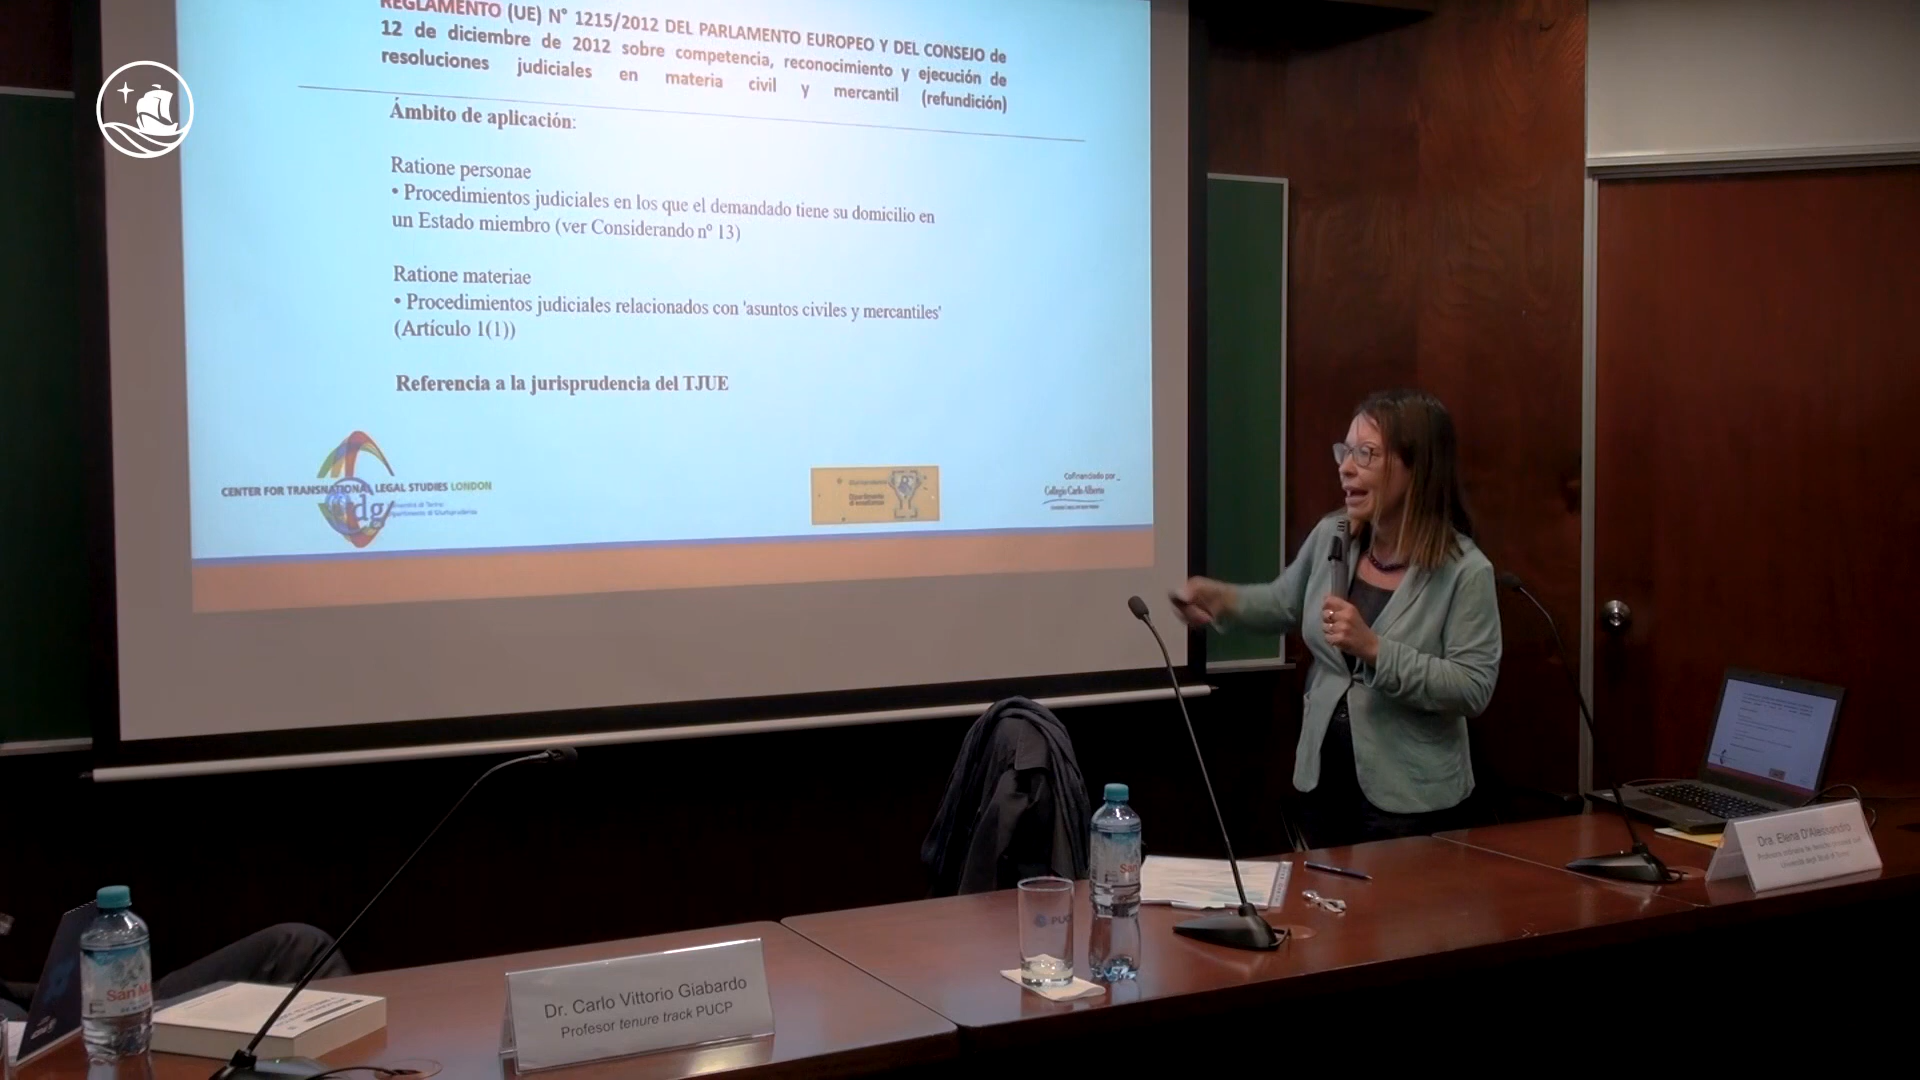 REGLAMENTO (UE) N° 1215/2012 DEL PARLAMENTO EUROPEO Y DEL CONSEJO de
12 de diciembre de 2012 sobre competencia, reconocimiento y ejecución de
resoluciones judiciales en materia civil y mercantil (refundición)
Ámbito de aplicación:
Ratione personae
• Procedimientos judiciales en los que el demandado tiene su domicilio en
un Estado miembro (ver Considerando nº 13)
Ratione materiae
• Procedimientos judiciales relacionados con 'asuntos civiles y mercantiles'
(Artículo 1(1))
Referencia a la jurisprudencia del TJUE
CENTER FOR TRANSNATIONAL LEGAL STUDIES LONDON
dg
Cofinanciado por_
Collegio Carlo Alberto
Dra. Elena D'Alessandro
PUCP
San
Dr. Carlo Vittorio Giabardo
Profesor tenure track PUCP